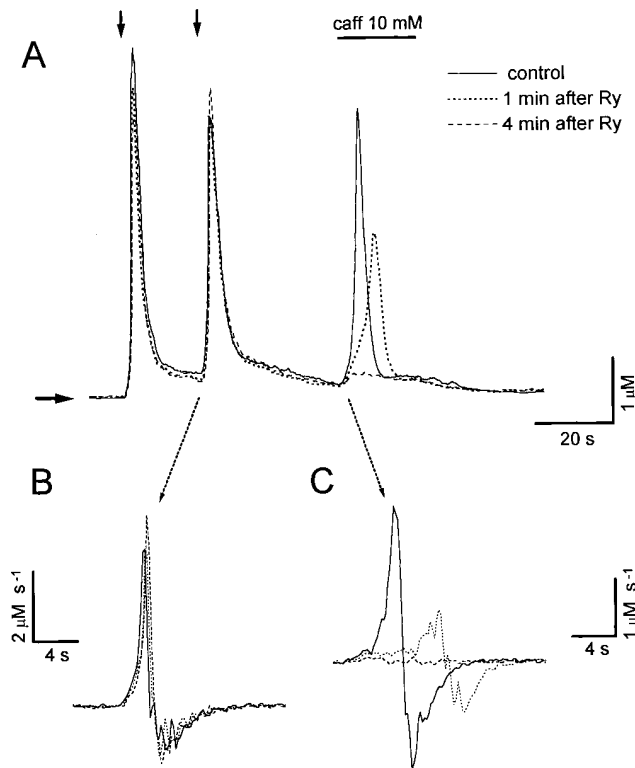 caff 10 mM
A
control
1 min after Ry
4 min after Ry
1 μM
20 s
B
C
2 μM s⁻¹
4 s
1 μM s⁻¹
4 s